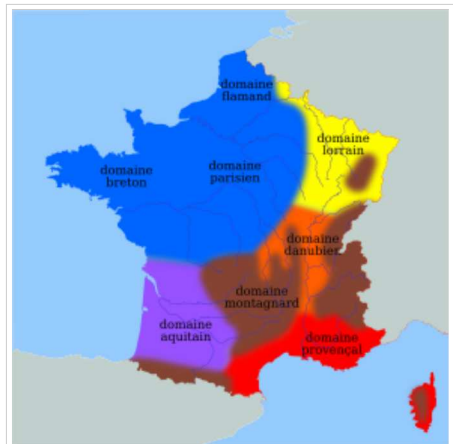 domaine
flamand
domaine
lorrain
domaine
breton
domaine
parisien
domaine
danubien
domaine
montagnard
domaine
aquitain
domaine
provençal